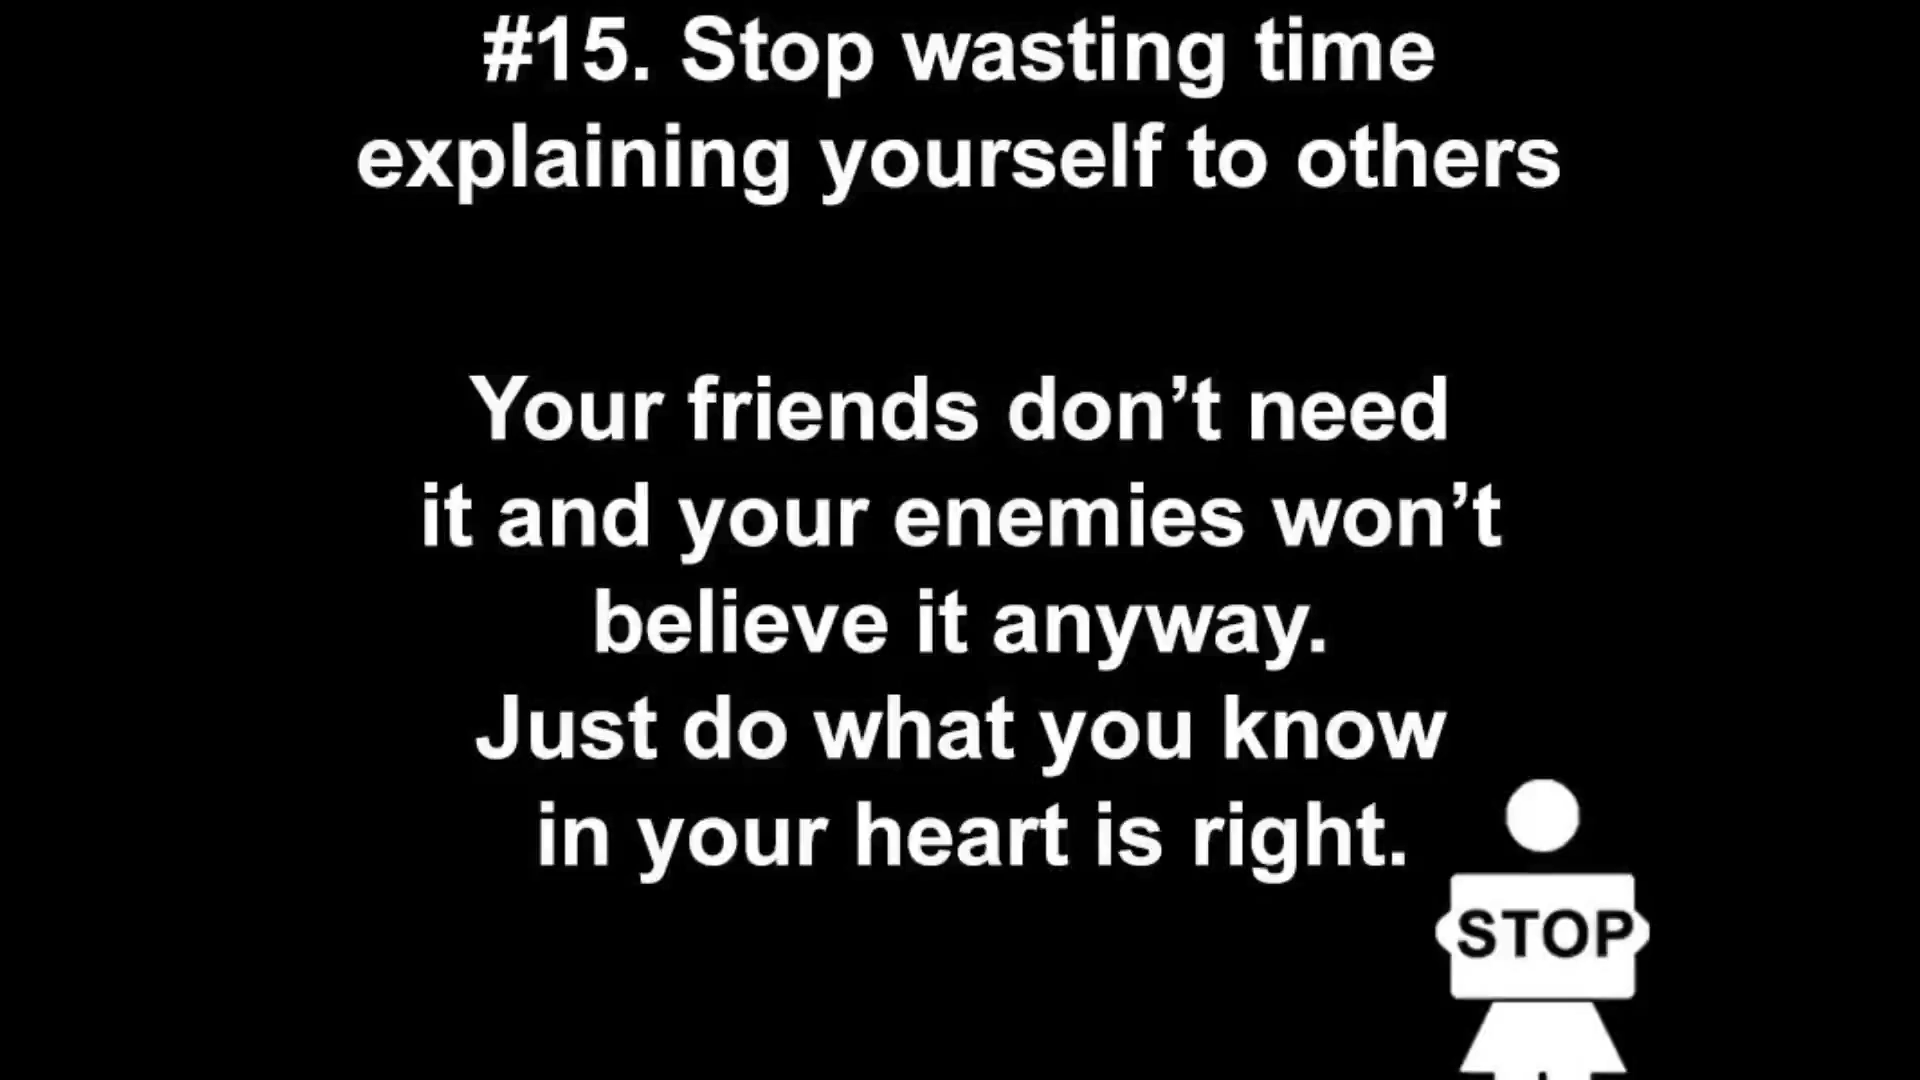 #15. Stop wasting time
explaining yourself to others
Your friends don’t need
it and your enemies won’t
believe it anyway.
Just do what you know
in your heart is right.
STOP